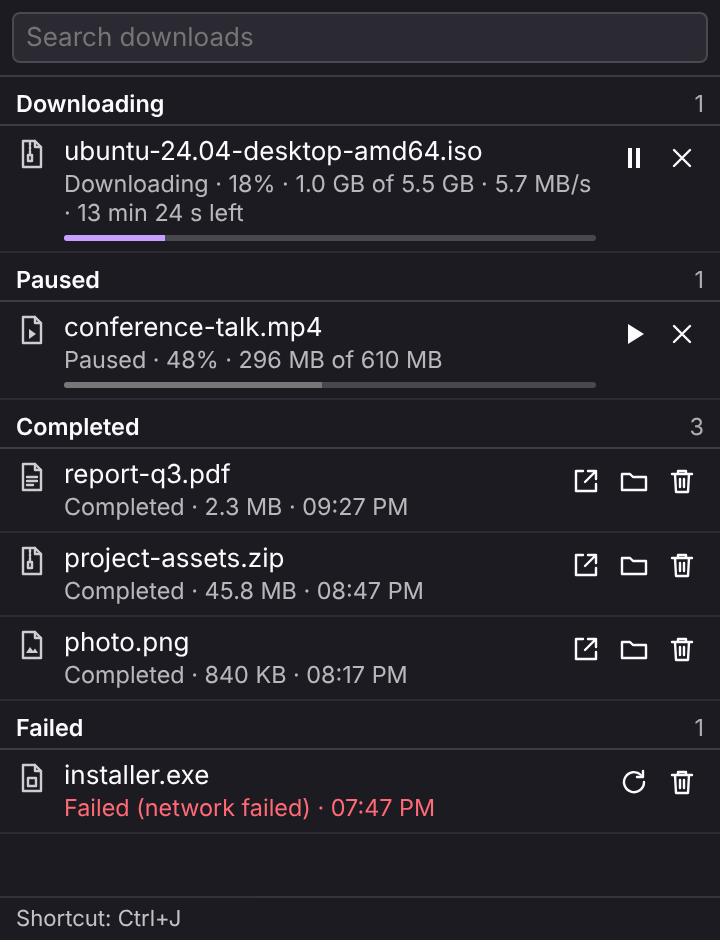 Search downloads
Downloading
1
ubuntu-24.04-desktop-amd64.iso
Downloading · 18% · 1.0 GB of 5.5 GB · 5.7 MB/s
· 13 min 24 s left
Paused
1
conference-talk.mp4
Paused · 48% · 296 MB of 610 MB
Completed
3
report-q3.pdf
Completed · 2.3 MB · 09:27 PM
project-assets.zip
Completed · 45.8 MB · 08:47 PM
photo.png
Completed · 840 KB · 08:17 PM
Failed
1
installer.exe
Failed (network failed) · 07:47 PM
Shortcut: Ctrl+J